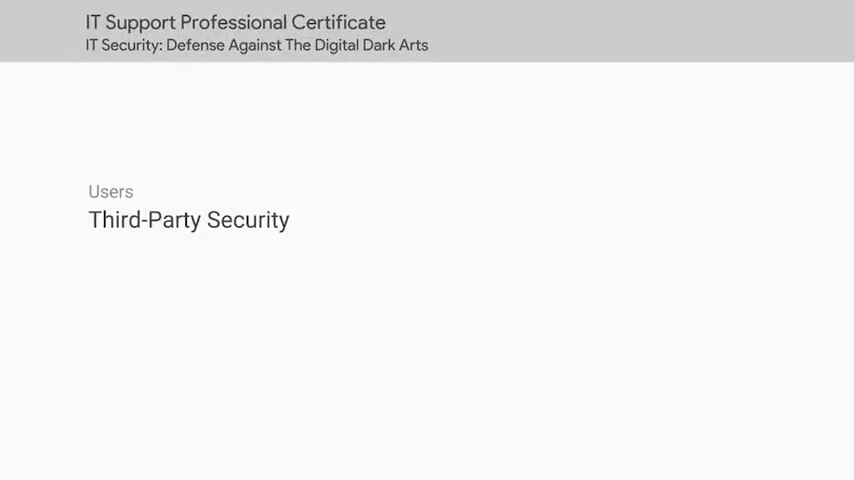 IT Support Professional Certificate
IT Security: Defense Against The Digital Dark Arts
Users
Third-Party Security